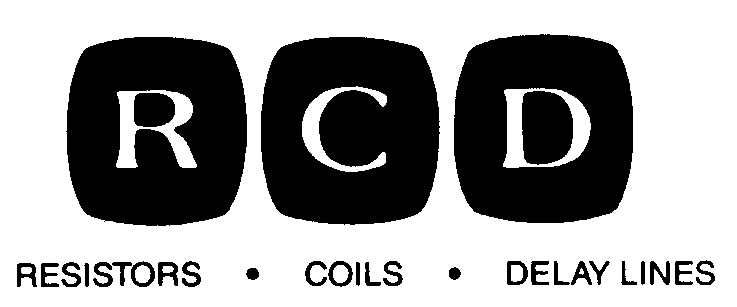 R C D
RESISTORS • COILS • DELAY LINES